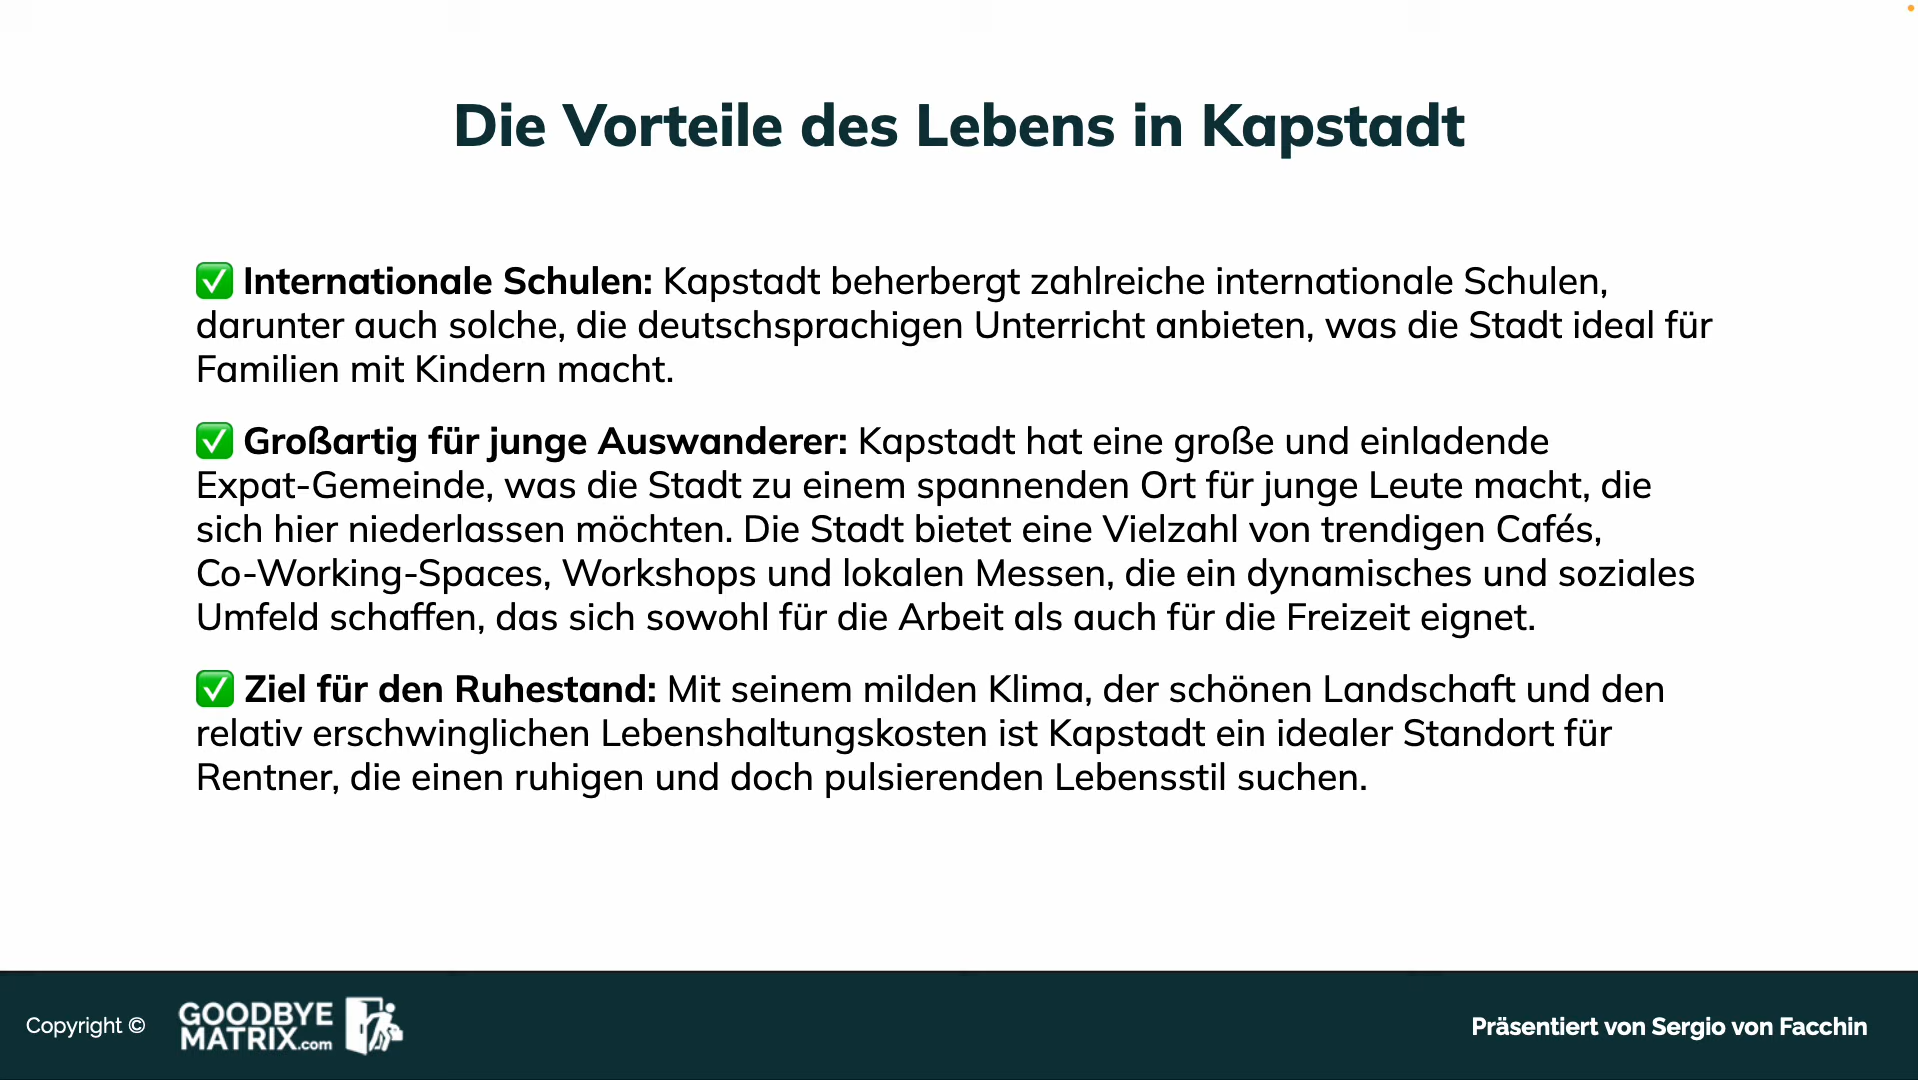 Die Vorteile des Lebens in Kapstadt
✅ Internationale Schulen: Kapstadt beherbergt zahlreiche internationale Schulen,
darunter auch solche, die deutschsprachigen Unterricht anbieten, was die Stadt ideal für
Familien mit Kindern macht.
✅ Großartig für junge Auswanderer: Kapstadt hat eine große und einladende
Expat-Gemeinde, was die Stadt zu einem spannenden Ort für junge Leute macht, die
sich hier niederlassen möchten. Die Stadt bietet eine Vielzahl von trendigen Cafés,
Co-Working-Spaces, Workshops und lokalen Messen, die ein dynamisches und soziales
Umfeld schaffen, das sich sowohl für die Arbeit als auch für die Freizeit eignet.
✅ Ziel für den Ruhestand: Mit seinem milden Klima, der schönen Landschaft und den
relativ erschwinglichen Lebenshaltungskosten ist Kapstadt ein idealer Standort für
Rentner, die einen ruhigen und doch pulsierenden Lebensstil suchen.
Copyright ©
GOODBYE
MATRIX.com
Präsentiert von Sergio von Facchin